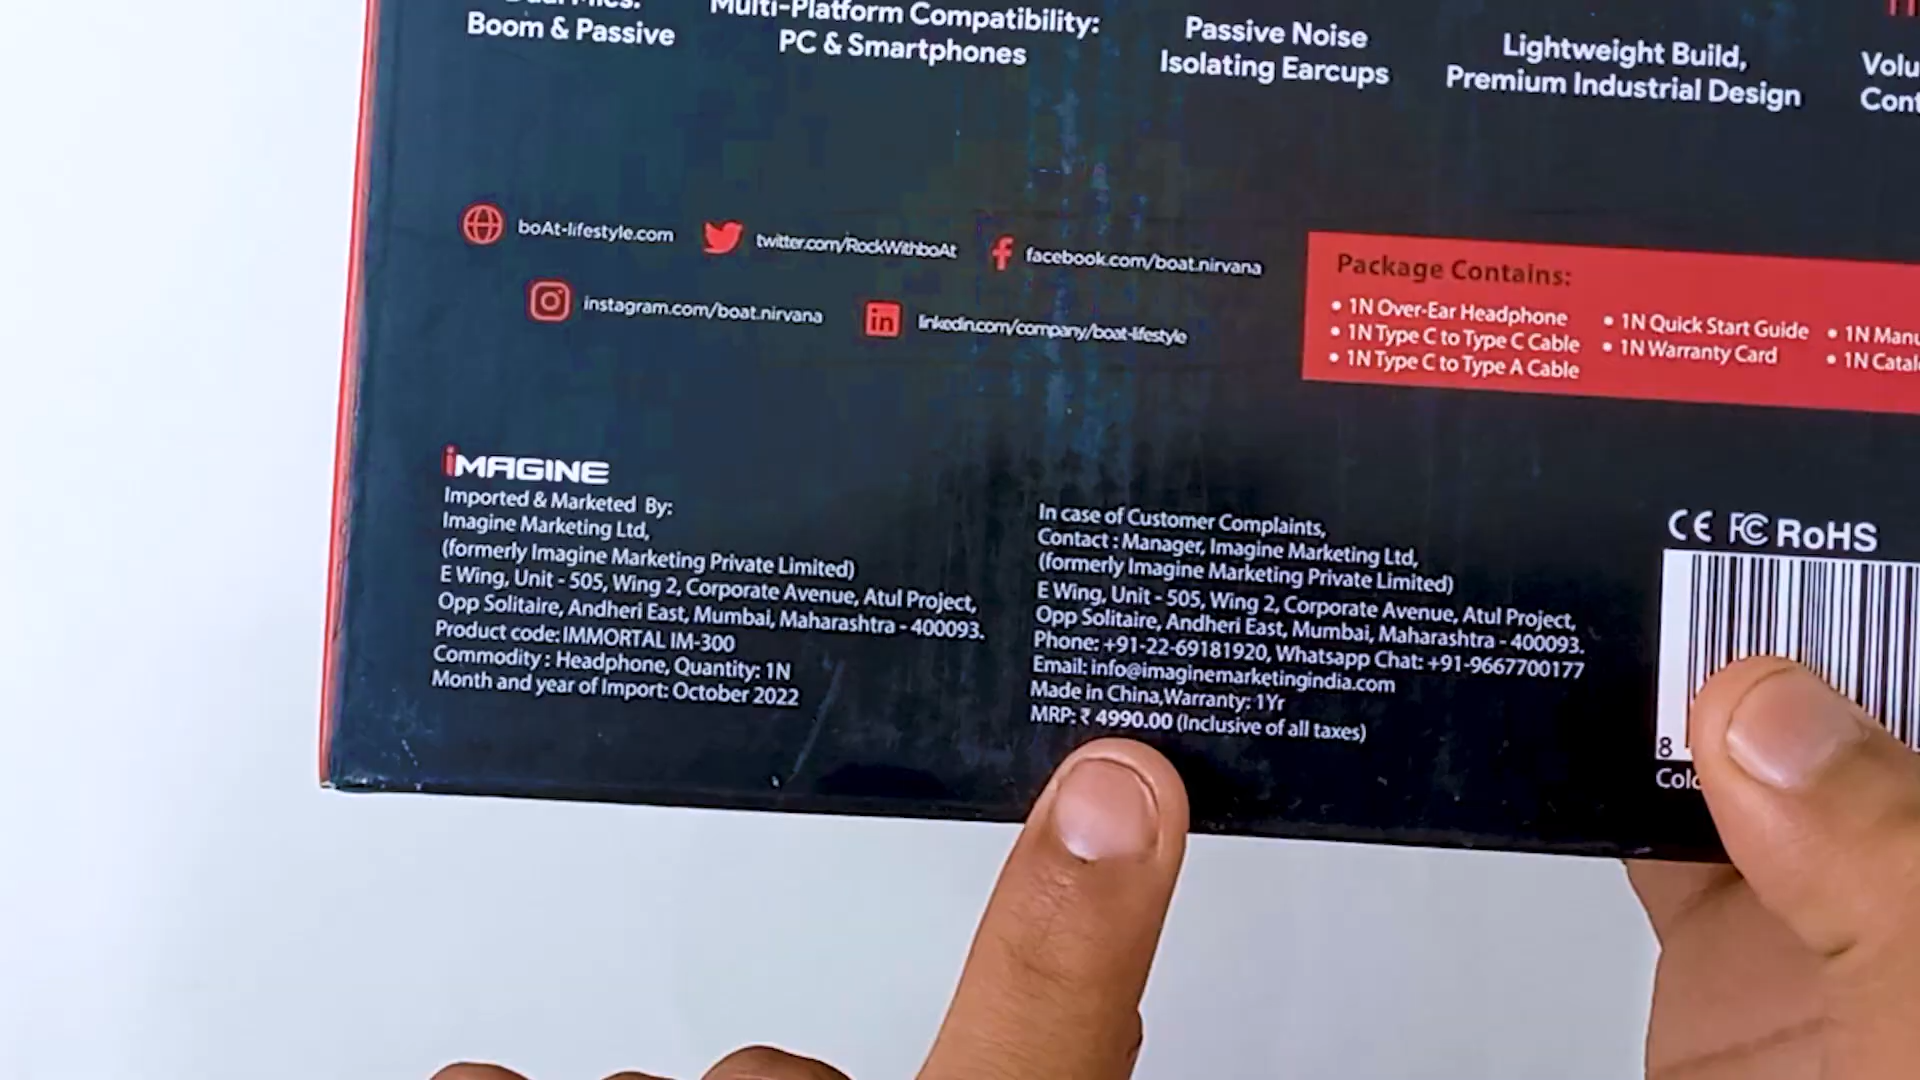 Boom & Passive
Multi-Platform Compatibility:
PC & Smartphones
Passive Noise
Isolating Earcups
Lightweight Build,
Premium Industrial Design
boAt-lifestyle.com
twitter.com/RockWithboAt
facebook.com/boat.nirvana
instagram.com/boat.nirvana
linkedin.com/company/boat-lifestyle
Package Contains:
• 1N Over-Ear Headphone
• 1N Type C to Type C Cable
• 1N Type C to Type A Cable
• 1N Quick Start Guide
• 1N Warranty Card
• 1N
• 1N
iMAGINE
Imported & Marketed By:
Imagine Marketing Ltd,
(formerly Imagine Marketing Private Limited)
E Wing, Unit - 505, Wing 2, Corporate Avenue, Atul Project,
Opp Solitaire, Andheri East, Mumbai, Maharashtra - 400093.
Product code: IMMORTAL IM-300
Commodity : Headphone, Quantity: 1N
Month and year of Import: October 2022
In case of Customer Complaints,
Contact : Manager, Imagine Marketing Ltd,
(formerly Imagine Marketing Private Limited)
E Wing, Unit - 505, Wing 2, Corporate Avenue, Atul Project,
Opp Solitaire, Andheri East, Mumbai, Maharashtra - 400093.
Phone: +91-22-69181920, Whatsapp Chat: +91-9667700177
Email: info@imaginemarketingindia.com
Made in China,Warranty: 1Yr
MRP: ₹ 4990.00 (Inclusive of all taxes)
CE FC RoHS
8